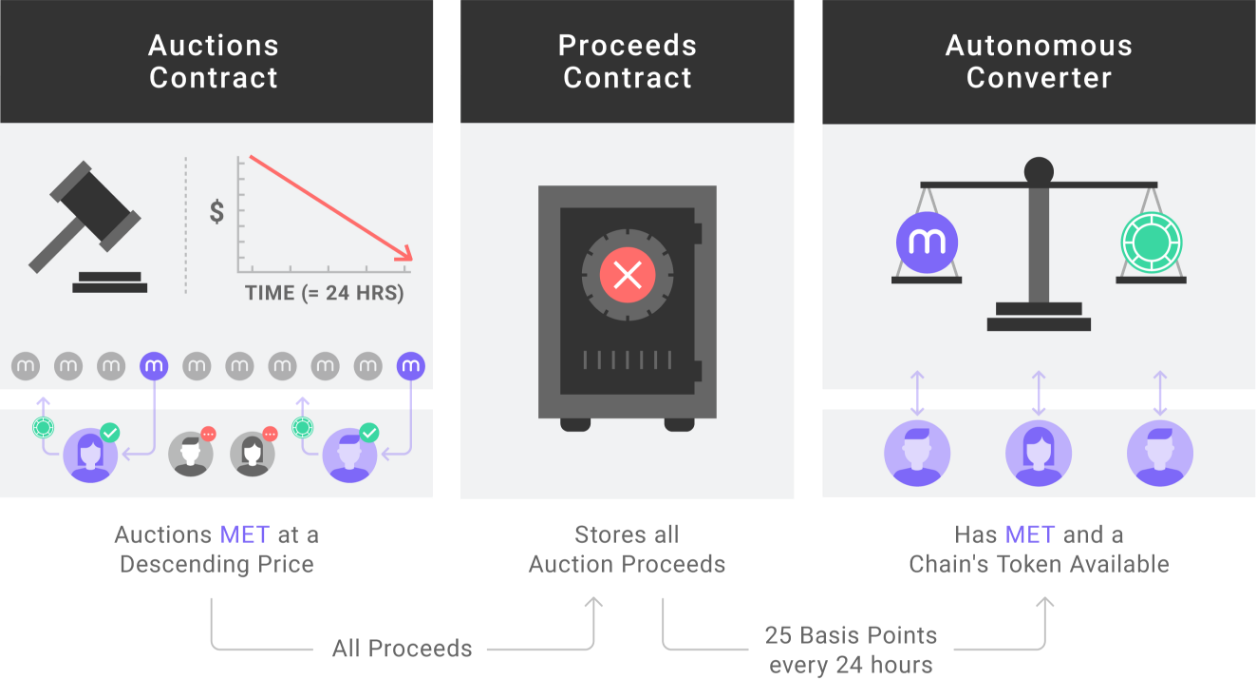 Auctions
Contract
Proceeds
Contract
Autonomous
Converter
$
TIME (= 24 HRS)
m
m
m
m
m
m
m
m
m
m
m
Auctions MET at a
Descending Price
Stores all
Auction Proceeds
Has MET and a
Chain's Token Available
All Proceeds
25 Basis Points
every 24 hours